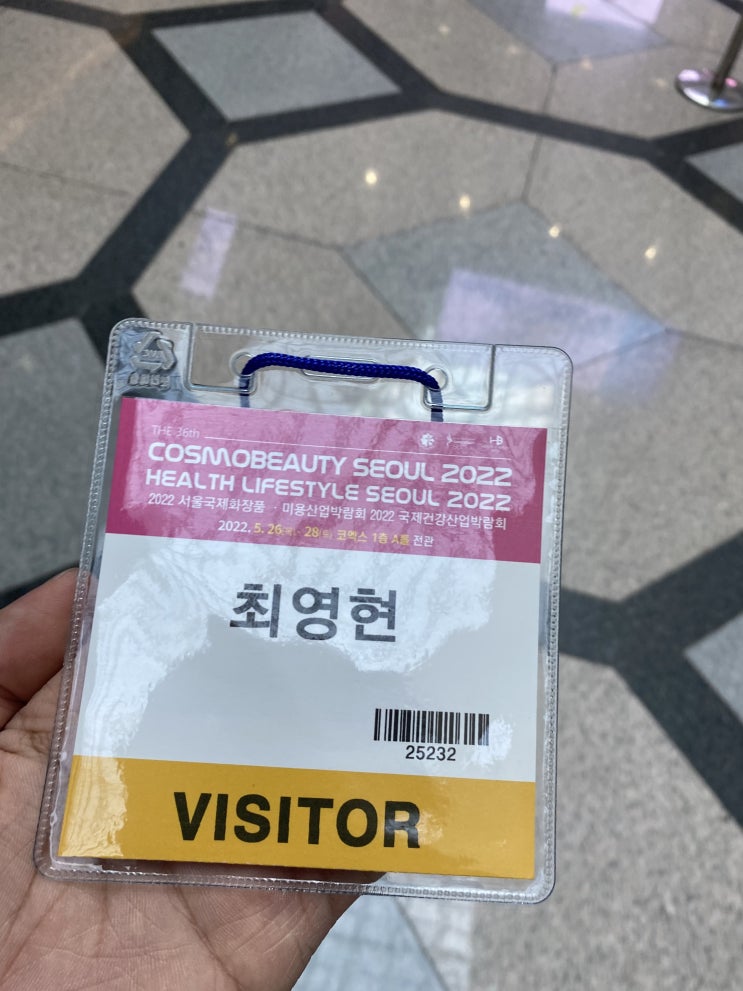 THE 36th
COSMOBEAUTY SEOUL 2022
HEALTH LIFESTYLE SEOUL 2022
2022 서울국제화장품 · 미용산업박람회 2022 국제건강산업박람회
2022. 5. 26(목) - 28(토) 코엑스 1층 A홀 전관
최영현
25232
VISITOR